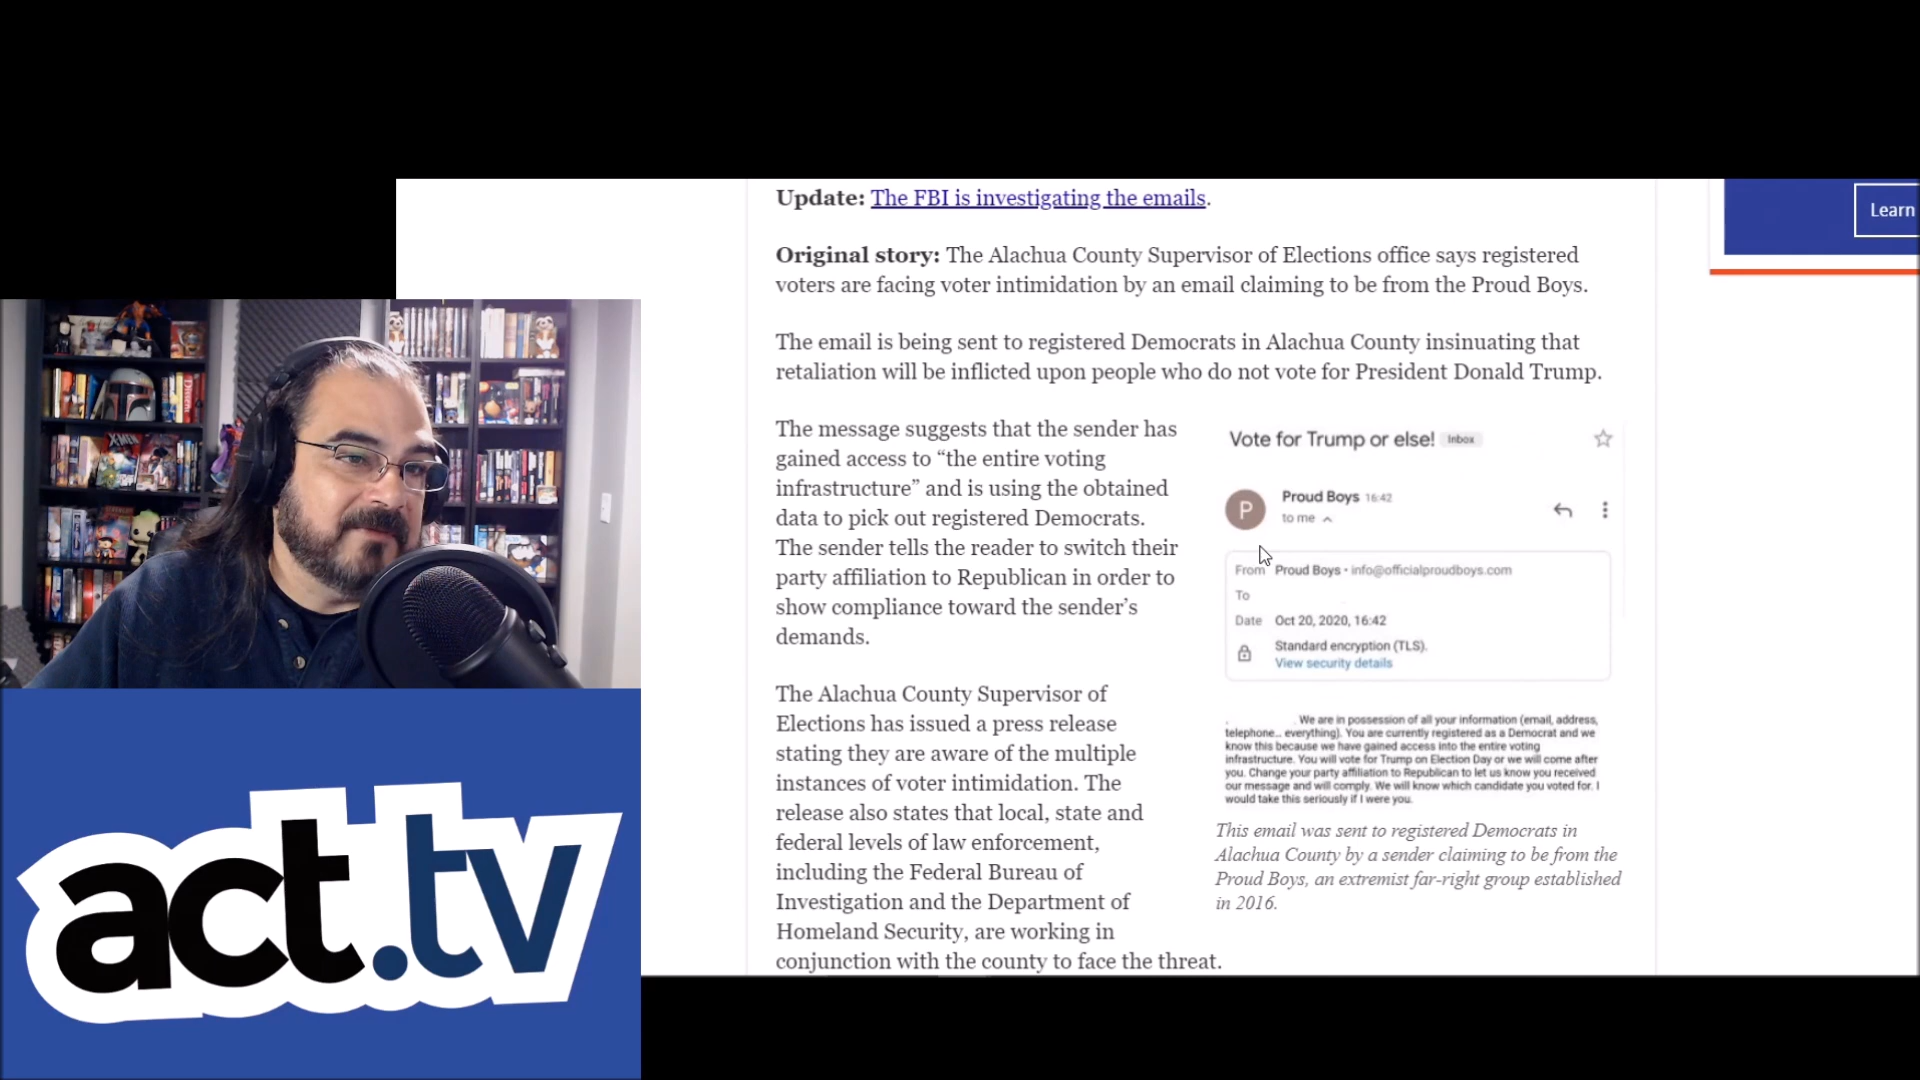 Update: The FBI is investigating the emails.
Learn
Original story: The Alachua County Supervisor of Elections office says registered
voters are facing voter intimidation by an email claiming to be from the Proud Boys.
The email is being sent to registered Democrats in Alachua County insinuating that
retaliation will be inflicted upon people who do not vote for President Donald Trump.
The message suggests that the sender has
gained access to “the entire voting
infrastructure” and is using the obtained
data to pick out registered Democrats.
The sender tells the reader to switch their
party affiliation to Republican in order to
show compliance toward the sender’s
demands.
The Alachua County Supervisor of
Elections has issued a press release
stating they are aware of the multiple
instances of voter intimidation. The
release also states that local, state and
federal levels of law enforcement,
including the Federal Bureau of
Investigation and the Department of
Homeland Security, are working in
conjunction with the county to face the threat.
Vote for Trump or else! Inbox
P
Proud Boys 16:42
to me
From Proud Boys • info@officialproudboys.com
To
Date Oct 20, 2020, 16:42
Standard encryption (TLS).
View security details
We are in possession of all your information (email, address,
telephone... everything). You are currently registered as a Democrat and we
know this because we have gained access into the entire voting
infrastructure. You will vote for Trump on Election Day or we will come after
you. Change your party affiliation to Republican to let us know you received
our message and will comply. We will know which candidate you voted for. I
would take this seriously if I were you.
This email was sent to registered Democrats in
Alachua County by a sender claiming to be from the
Proud Boys, an extremist far-right group established
in 2016.
X-MEN
act.tv